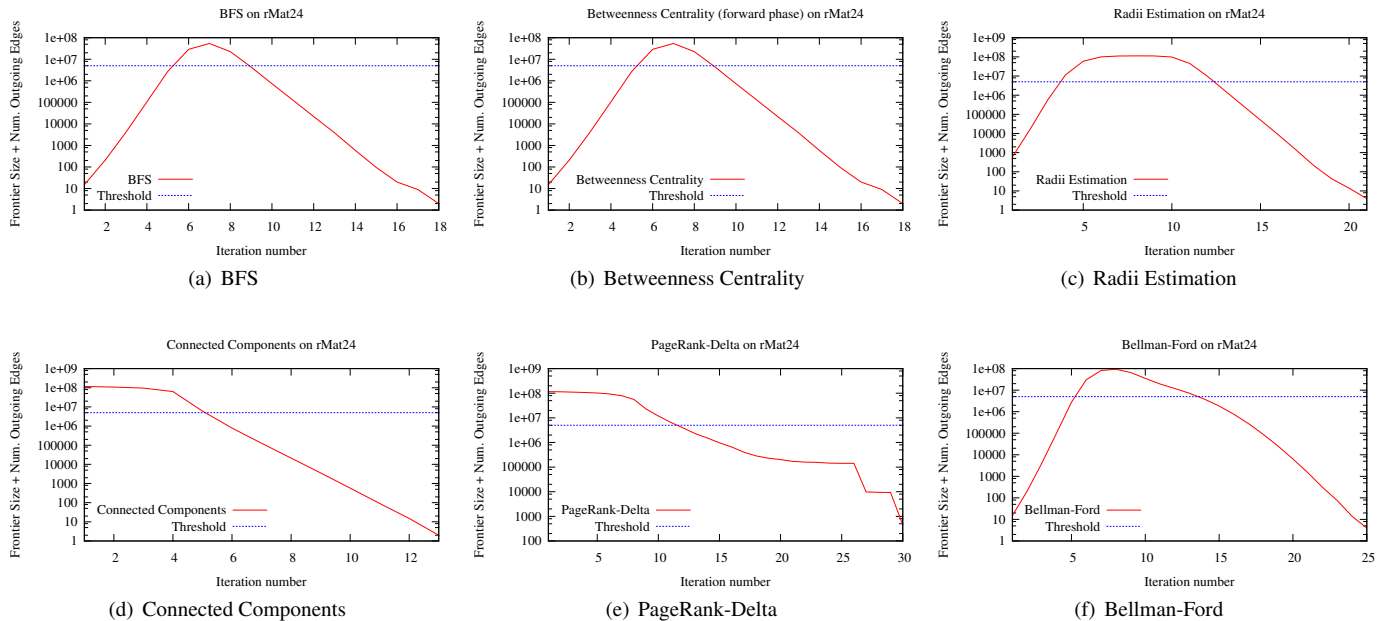 BFS on rMat24
Frontier Size + Num. Outgoing Edges
1e+08
1e+07
1e+06
100000
10000
1000
100
10
1
BFS
Threshold
2 4 6 8 10 12 14 16 18
Iteration number
(a) BFS
Betweenness Centrality (forward phase) on rMat24
Frontier Size + Num. Outgoing Edges
1e+08
1e+07
1e+06
100000
10000
1000
100
10
1
Betweenness Centrality
Threshold
2 4 6 8 10 12 14 16 18
Iteration number
(b) Betweenness Centrality
Radii Estimation on rMat24
Frontier Size + Num. Outgoing Edges
1e+09
1e+08
1e+07
1e+06
100000
10000
1000
100
10
1
Radii Estimation
Threshold
5 10 15 20
Iteration number
(c) Radii Estimation
Connected Components on rMat24
Frontier Size + Num. Outgoing Edges
1e+09
1e+08
1e+07
1e+06
100000
10000
1000
100
10
1
Connected Components
Threshold
2 4 6 8 10 12
Iteration number
(d) Connected Components
PageRank-Delta on rMat24
Frontier Size + Num. Outgoing Edges
1e+09
1e+08
1e+07
1e+06
100000
10000
1000
100
PageRank-Delta
Threshold
5 10 15 20 25 30
Iteration number
(e) PageRank-Delta
Bellman-Ford on rMat24
Frontier Size + Num. Outgoing Edges
1e+08
1e+07
1e+06
100000
10000
1000
100
10
1
Bellman-Ford
Threshold
5 10 15 20 25
Iteration number
(f) Bellman-Ford